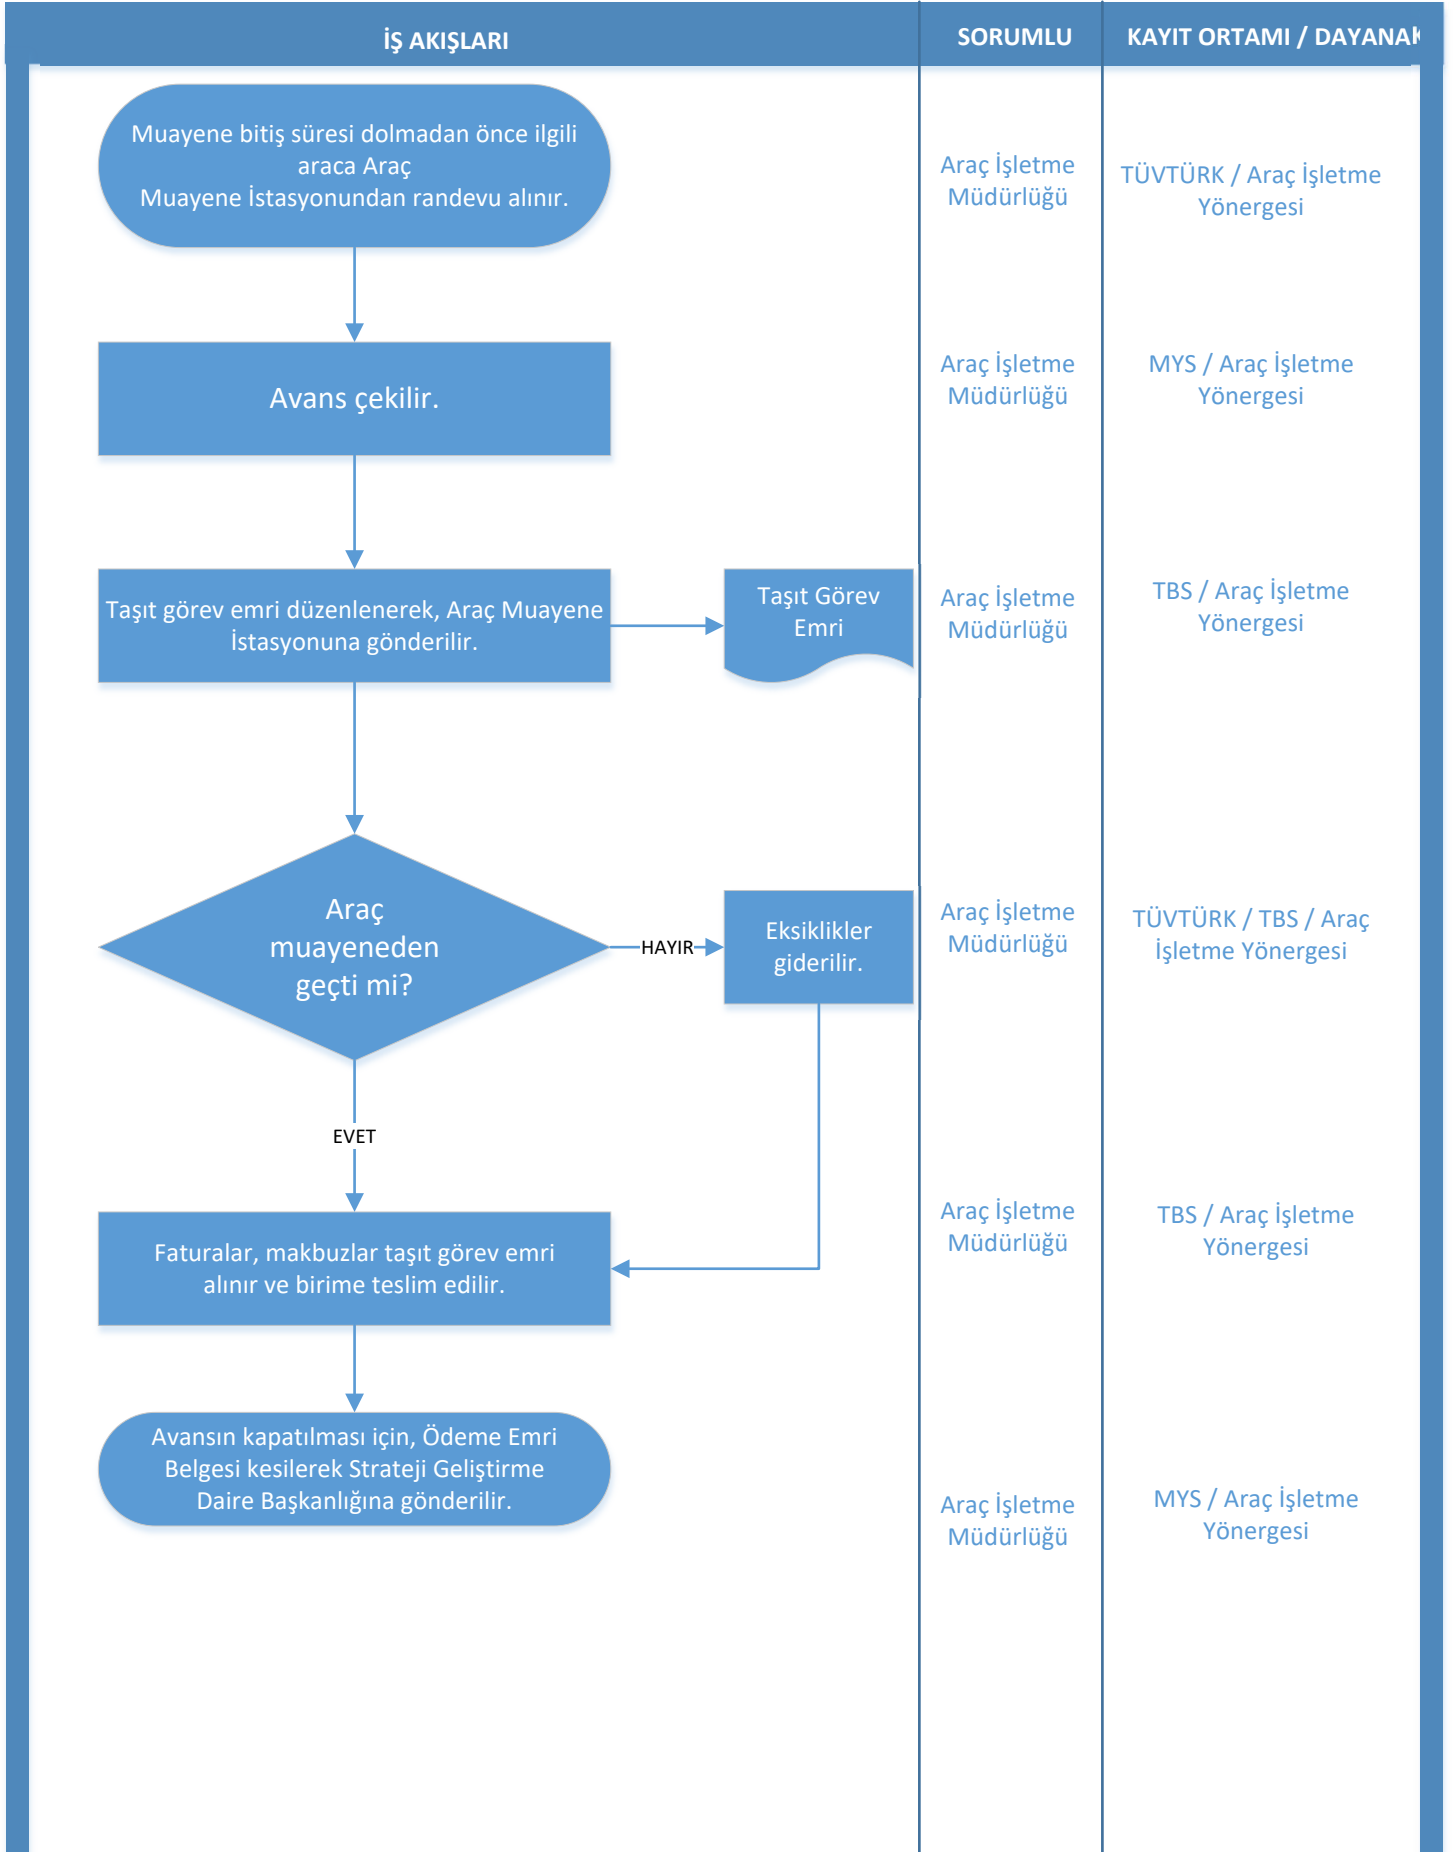 İŞ AKIŞLARI
SORUMLU
KAYIT ORTAMI / DAYANAK
Muayene bitiş süresi dolmadan önce ilgili
araca Araç
Muayene İstasyonundan randevu alınır.
Araç İşletme
Müdürlüğü
TÜVTÜRK / Araç İşletme
Yönergesi
Avans çekilir.
Araç İşletme
Müdürlüğü
MYS / Araç İşletme
Yönergesi
Taşıt görev emri düzenlenerek, Araç Muayene
İstasyonuna gönderilir.
Taşıt Görev
Emri
Araç İşletme
Müdürlüğü
TBS / Araç İşletme
Yönergesi
Araç
muayeneden
geçti mi?
HAYIR
Eksiklikler
giderilir.
Araç İşletme
Müdürlüğü
TÜVTÜRK / TBS / Araç
İşletme Yönergesi
EVET
Faturalar, makbuzlar taşıt görev emri
alınır ve birime teslim edilir.
Araç İşletme
Müdürlüğü
TBS / Araç İşletme
Yönergesi
Avansın kapatılması için, Ödeme Emri
Belgesi kesilerek Strateji Geliştirme
Daire Başkanlığına gönderilir.
Araç İşletme
Müdürlüğü
MYS / Araç İşletme
Yönergesi